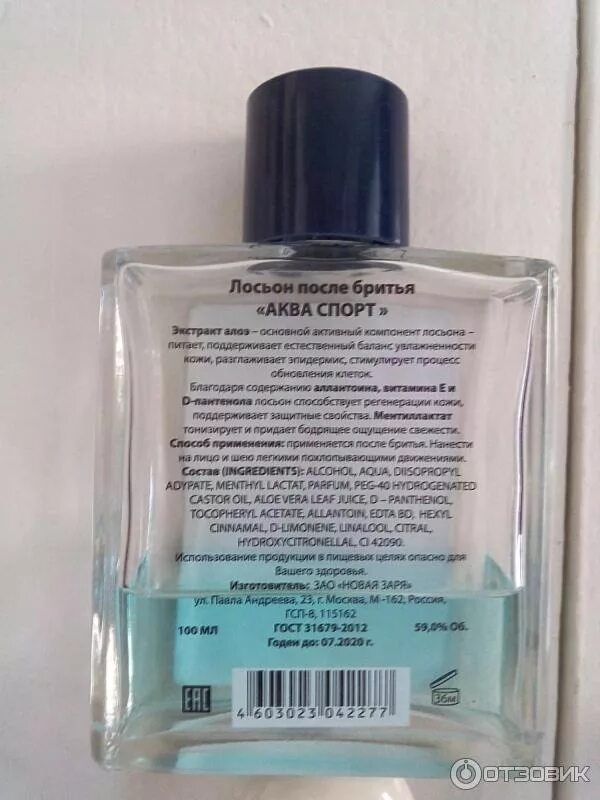 Лосьон после бритья
«АКВА СПОРТ »
Экстракт алоэ – основной активный компонент лосьона –
питает, поддерживает естественный баланс увлажненности
кожи, разглаживает эпидермис, стимулирует процесс
обновления клеток.
Благодаря содержанию аллантоина, витамина Е и
D-пантенола лосьон способствует регенерации кожи,
поддерживает защитные свойства. Ментиллактат
тонизирует и придает бодрящее ощущение свежести.
Способ применения: применяется после бритья. Нанести
на лицо и шею легкими похлопывающими движениями.
Состав (INGREDIENTS): ALCOHOL, AQUA, DIISOPROPYL
ADYPATE, MENTHYL LACTAT, PARFUM, PEG-40 HYDROGENATED
CASTOR OIL, ALOE VERA LEAF JUICE, D – PANTHENOL,
TOCOPHERYL ACETATE, ALLANTOIN, EDTA BD, HEXYL
CINNAMAL, D-LIMONENE, LINALOOL, CITRAL,
HYDROXYCITRONELLAL, CI 42090.
Использование продукции в пищевых целях опасно для
Вашего здоровья.
Изготовитель: ЗАО «НОВАЯ ЗАРЯ»
ул. Павла Андреева, 23, г. Москва, М-162, Россия,
ГСП-8, 115162
100 МЛ ГОСТ 31679-2012 59,0% Об.
Годен до: 07.2020 г.
EAC 4 603023 042277 36м
ОТЗОВИК